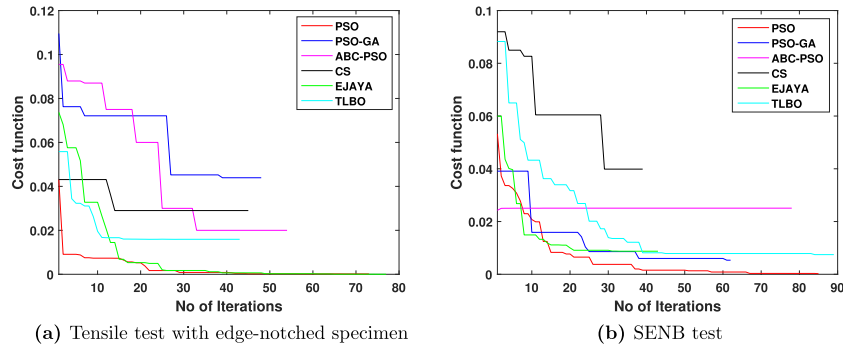 0.12
0.1
0.08
0.06
0.04
0.02
0
Cost function
10 20 30 40 50 60 70 80
No of Iterations
PSO
PSO-GA
ABC-PSO
CS
EJAYA
TLBO
(a) Tensile test with edge-notched specimen
0.1
0.08
0.06
0.04
0.02
0
Cost function
10 20 30 40 50 60 70 80 90
No of Iterations
PSO
PSO-GA
ABC-PSO
CS
EJAYA
TLBO
(b) SENB test